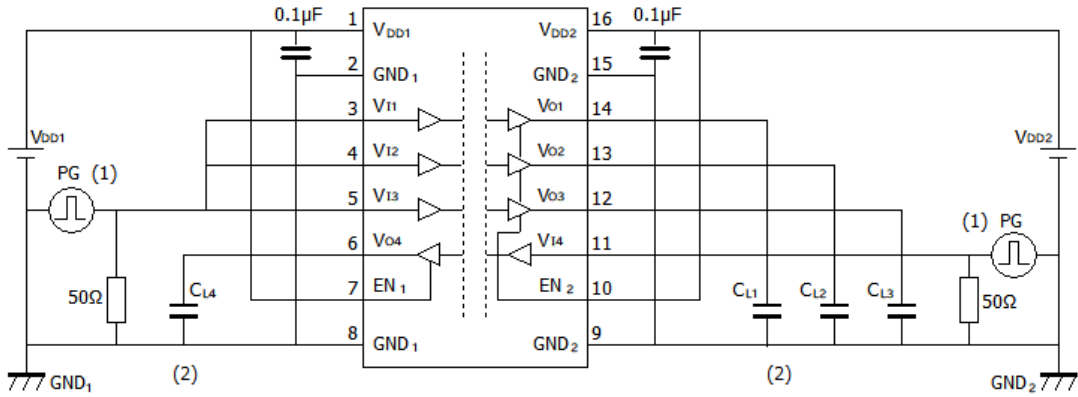 0.1µF 1 VDD1 VDD2 16 0.1µF
2 GND1 GND2 15
3 VI1 VO1 14
VDD1 4 VI2 VO2 13 VDD2
PG (1) 5 VI3 VO3 12 (1) PG
6 VO4 VI4 11
50Ω CL4 7 EN1 EN2 10 CL1 CL2 CL3 50Ω
8 GND1 GND2 9
GND1 (2) (2) GND2